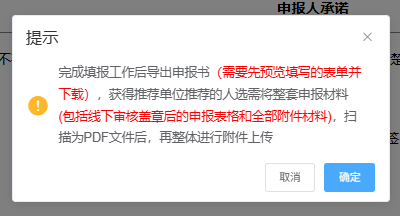 申报人承诺
提示
不
完成填报工作后导出申报书（需要先预览填写的表单并
下载），获得推荐单位推荐的人选需将整套申报材料
(包括线下审核盖章后的申报表格和全部附件材料)，扫
描为PDF文件后，再整体进行附件上传
签
取消
确定